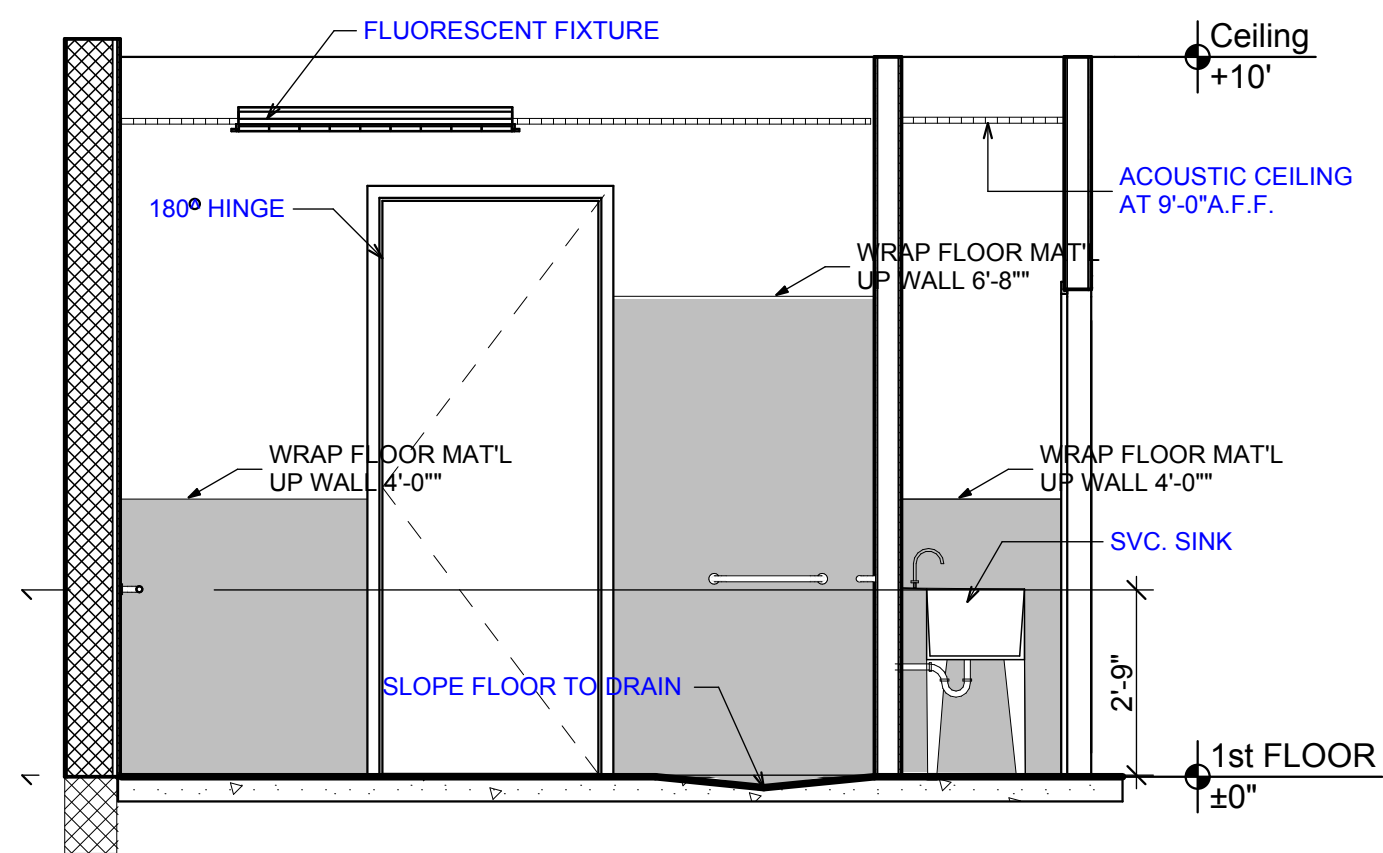 FLUORESCENT FIXTURE
Ceiling
+10'
ACOUSTIC CEILING
AT 9'-0"A.F.F.
180° HINGE
WRAP FLOOR MAT'L
UP WALL 6'-8""
WRAP FLOOR MAT'L
UP WALL 4'-0""
WRAP FLOOR MAT'L
UP WALL 4'-0""
SVC. SINK
2'-9"
SLOPE FLOOR TO DRAIN
1st FLOOR
±0"